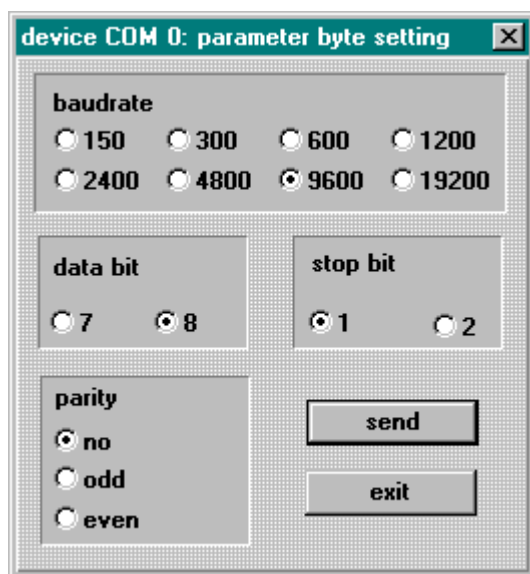 device COM 0: parameter byte setting
baudrate
150 300 600 1200
2400 4800 9600 19200
data bit
7 8
stop bit
1 2
parity
no
odd
even
send
exit